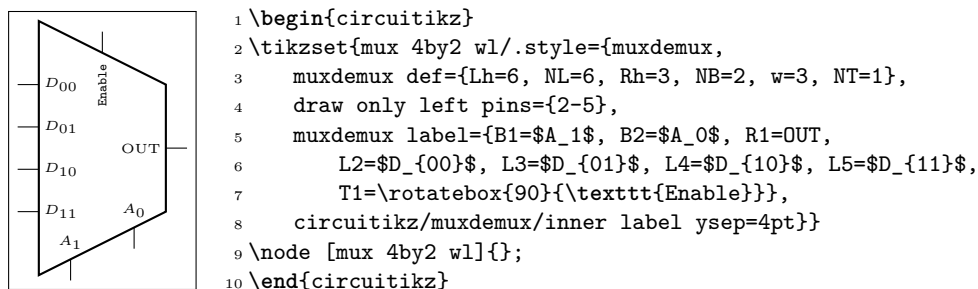 Enable
D00
D01
D10
D11
OUT
A0
A1
1 \begin{circuitikz}
2 \tikzset{mux 4by2 wl/.style={muxdemux,
3 muxdemux def={Lh=6, NL=6, Rh=3, NB=2, w=3, NT=1},
4 draw only left pins={2-5},
5 muxdemux label={B1=$A_1$, B2=$A_0$, R1=OUT,
6 L2=$D_{00}$, L3=$D_{01}$, L4=$D_{10}$, L5=$D_{11}$,
7 T1=\rotatebox{90}{\texttt{Enable}}},
8 circuitikz/muxdemux/inner label ysep=4pt}}
9 \node [mux 4by2 wl]{};
10 \end{circuitikz}